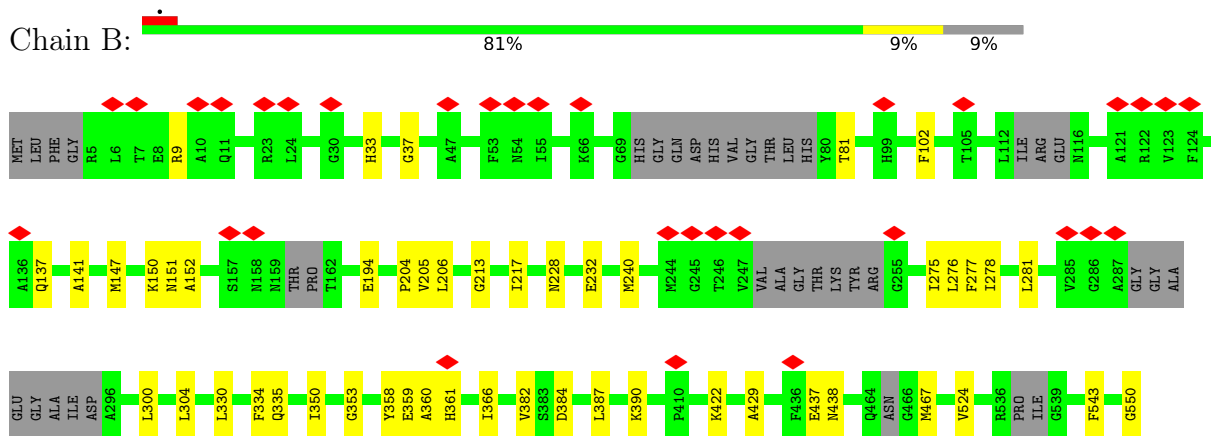 Chain B:
81% 9% 9%
MET LEU PHE GLY R5 L6 T7 E8 R9 A10 Q11 R23 L24 G30 H33 G37 A47 F53 N54 I55 K66 G69 HIS GLY GLN ASP HIS VAL GLY THR LEU HIS Y80 T81 H99 F102 T105 L112 ILE ARG GLU N116 A121 R122 V123 F124
A136 Q137 A141 M147 K150 N151 A152 S157 N158 N159 THR PRO T162 E194 P204 V205 L206 G213 I217 N228 E232 M240 M244 G245 T246 V247 VAL ALA GLY THR LYS TYR ARG G255 I275 L276 F277 I278 L281 V285 G286 A287 GLY GLY ALA
GLU GLY ALA ILE ASP A296 L300 L304 L330 F334 Q335 I350 G353 Y358 E359 A360 H361 I366 V382 S383 D384 L387 K390 P410 K422 A429 F436 E437 N438 Q464 ASN G466 M467 V524 R536 PRO ILE G539 F543 G550